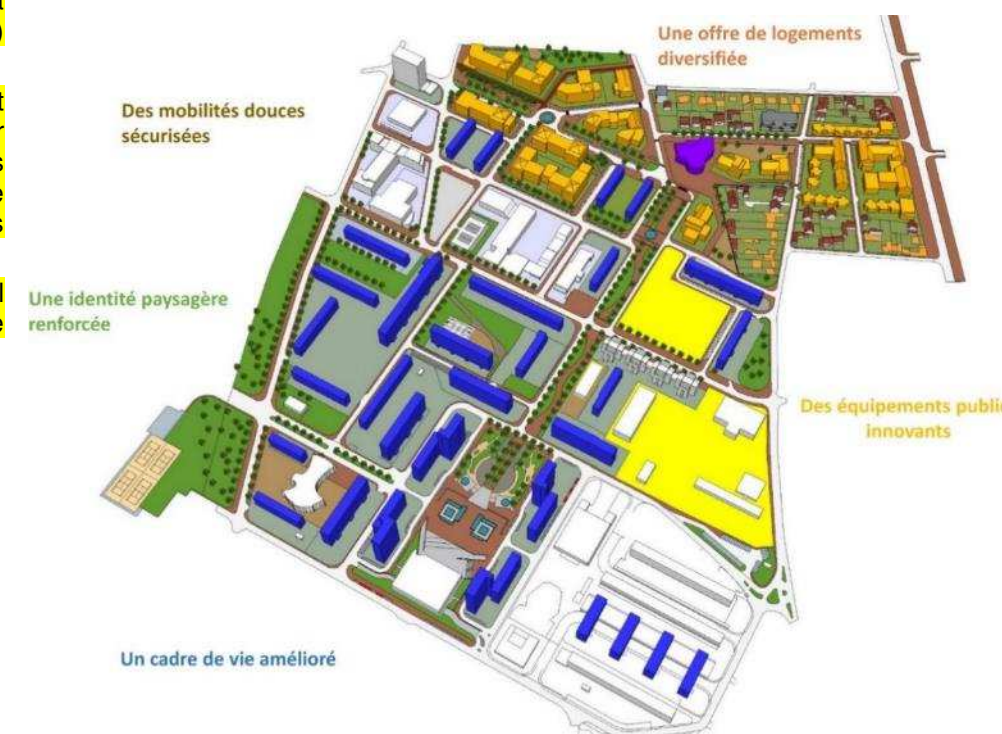 t
)
t
r
s
e
s
l
e
Une offre de logements
diversifiée
Des mobilités douces
sécurisées
Une identité paysagère
renforcée
Des équipements public
innovants
Un cadre de vie amélioré